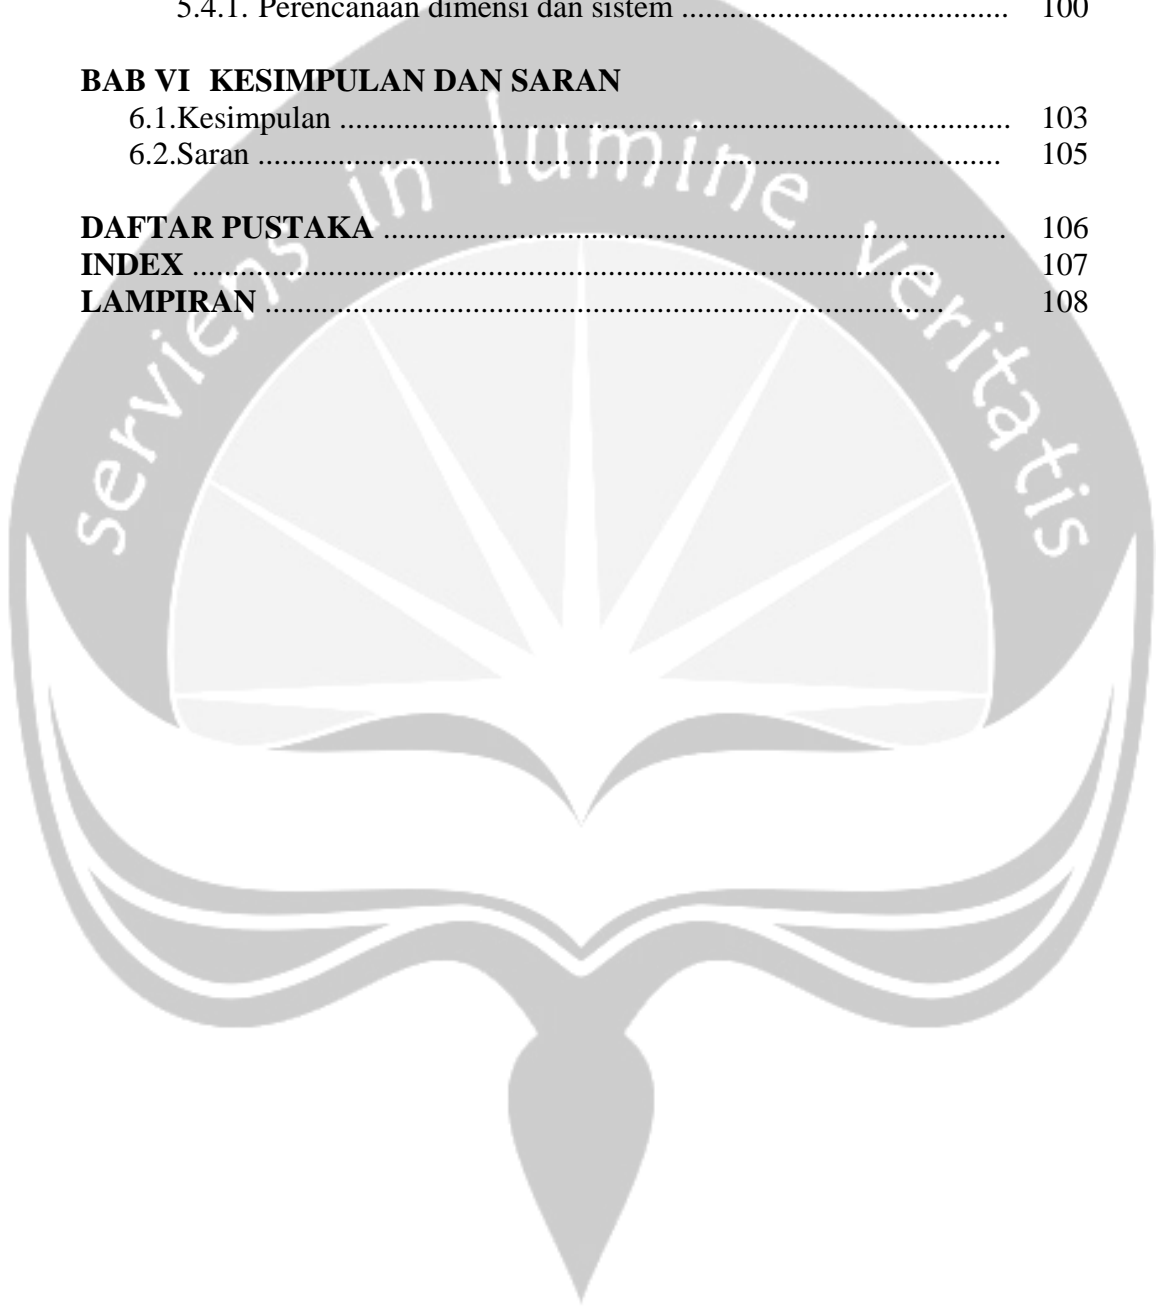 5.4.1. Perencanaan dimensi dan sistem ......................................... 100
BAB VI KESIMPULAN DAN SARAN
6.1.Kesimpulan .................................................................................... 103
6.2.Saran ............................................................................................. 105
DAFTAR PUSTAKA .............................................................................. 106
INDEX ............................................................................................. 107
LAMPIRAN ..................................................................................... 108
serviens in lumine veritatis